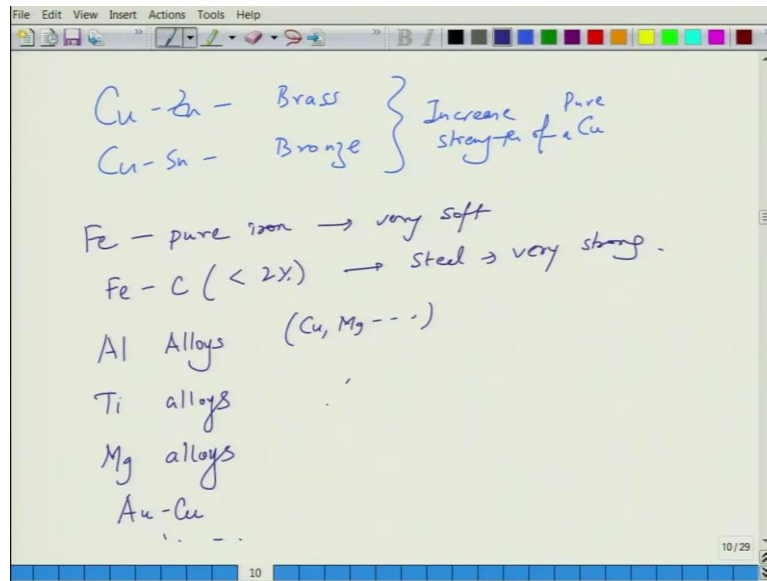 File Edit View Insert Actions Tools Help
B I
Cu - Zn - Brass } Increase Pure
Cu - Sn - Bronze strength of Cu
Fe - pure iron → very soft
Fe - C ( < 2%) → Steel → very strong.
Al Alloys (Cu, Mg - - - )
Ti alloys
Mg alloys
Au - Cu
10/29
10